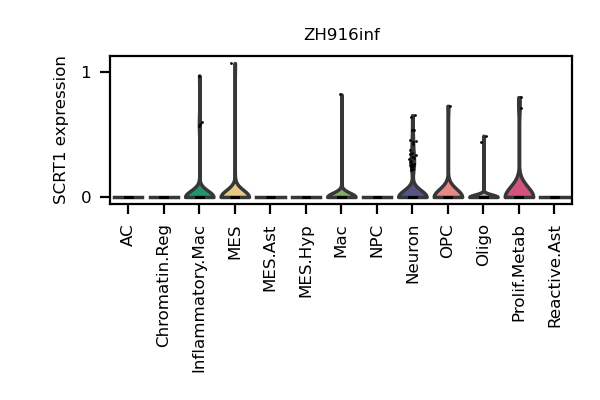 ZH916inf
SCRT1 expression
1
0
AC
Chromatin.Reg
Inflammatory.Mac
MES
MES.Ast
MES.Hyp
Mac
NPC
Neuron
OPC
Oligo
Prolif.Metab
Reactive.Ast